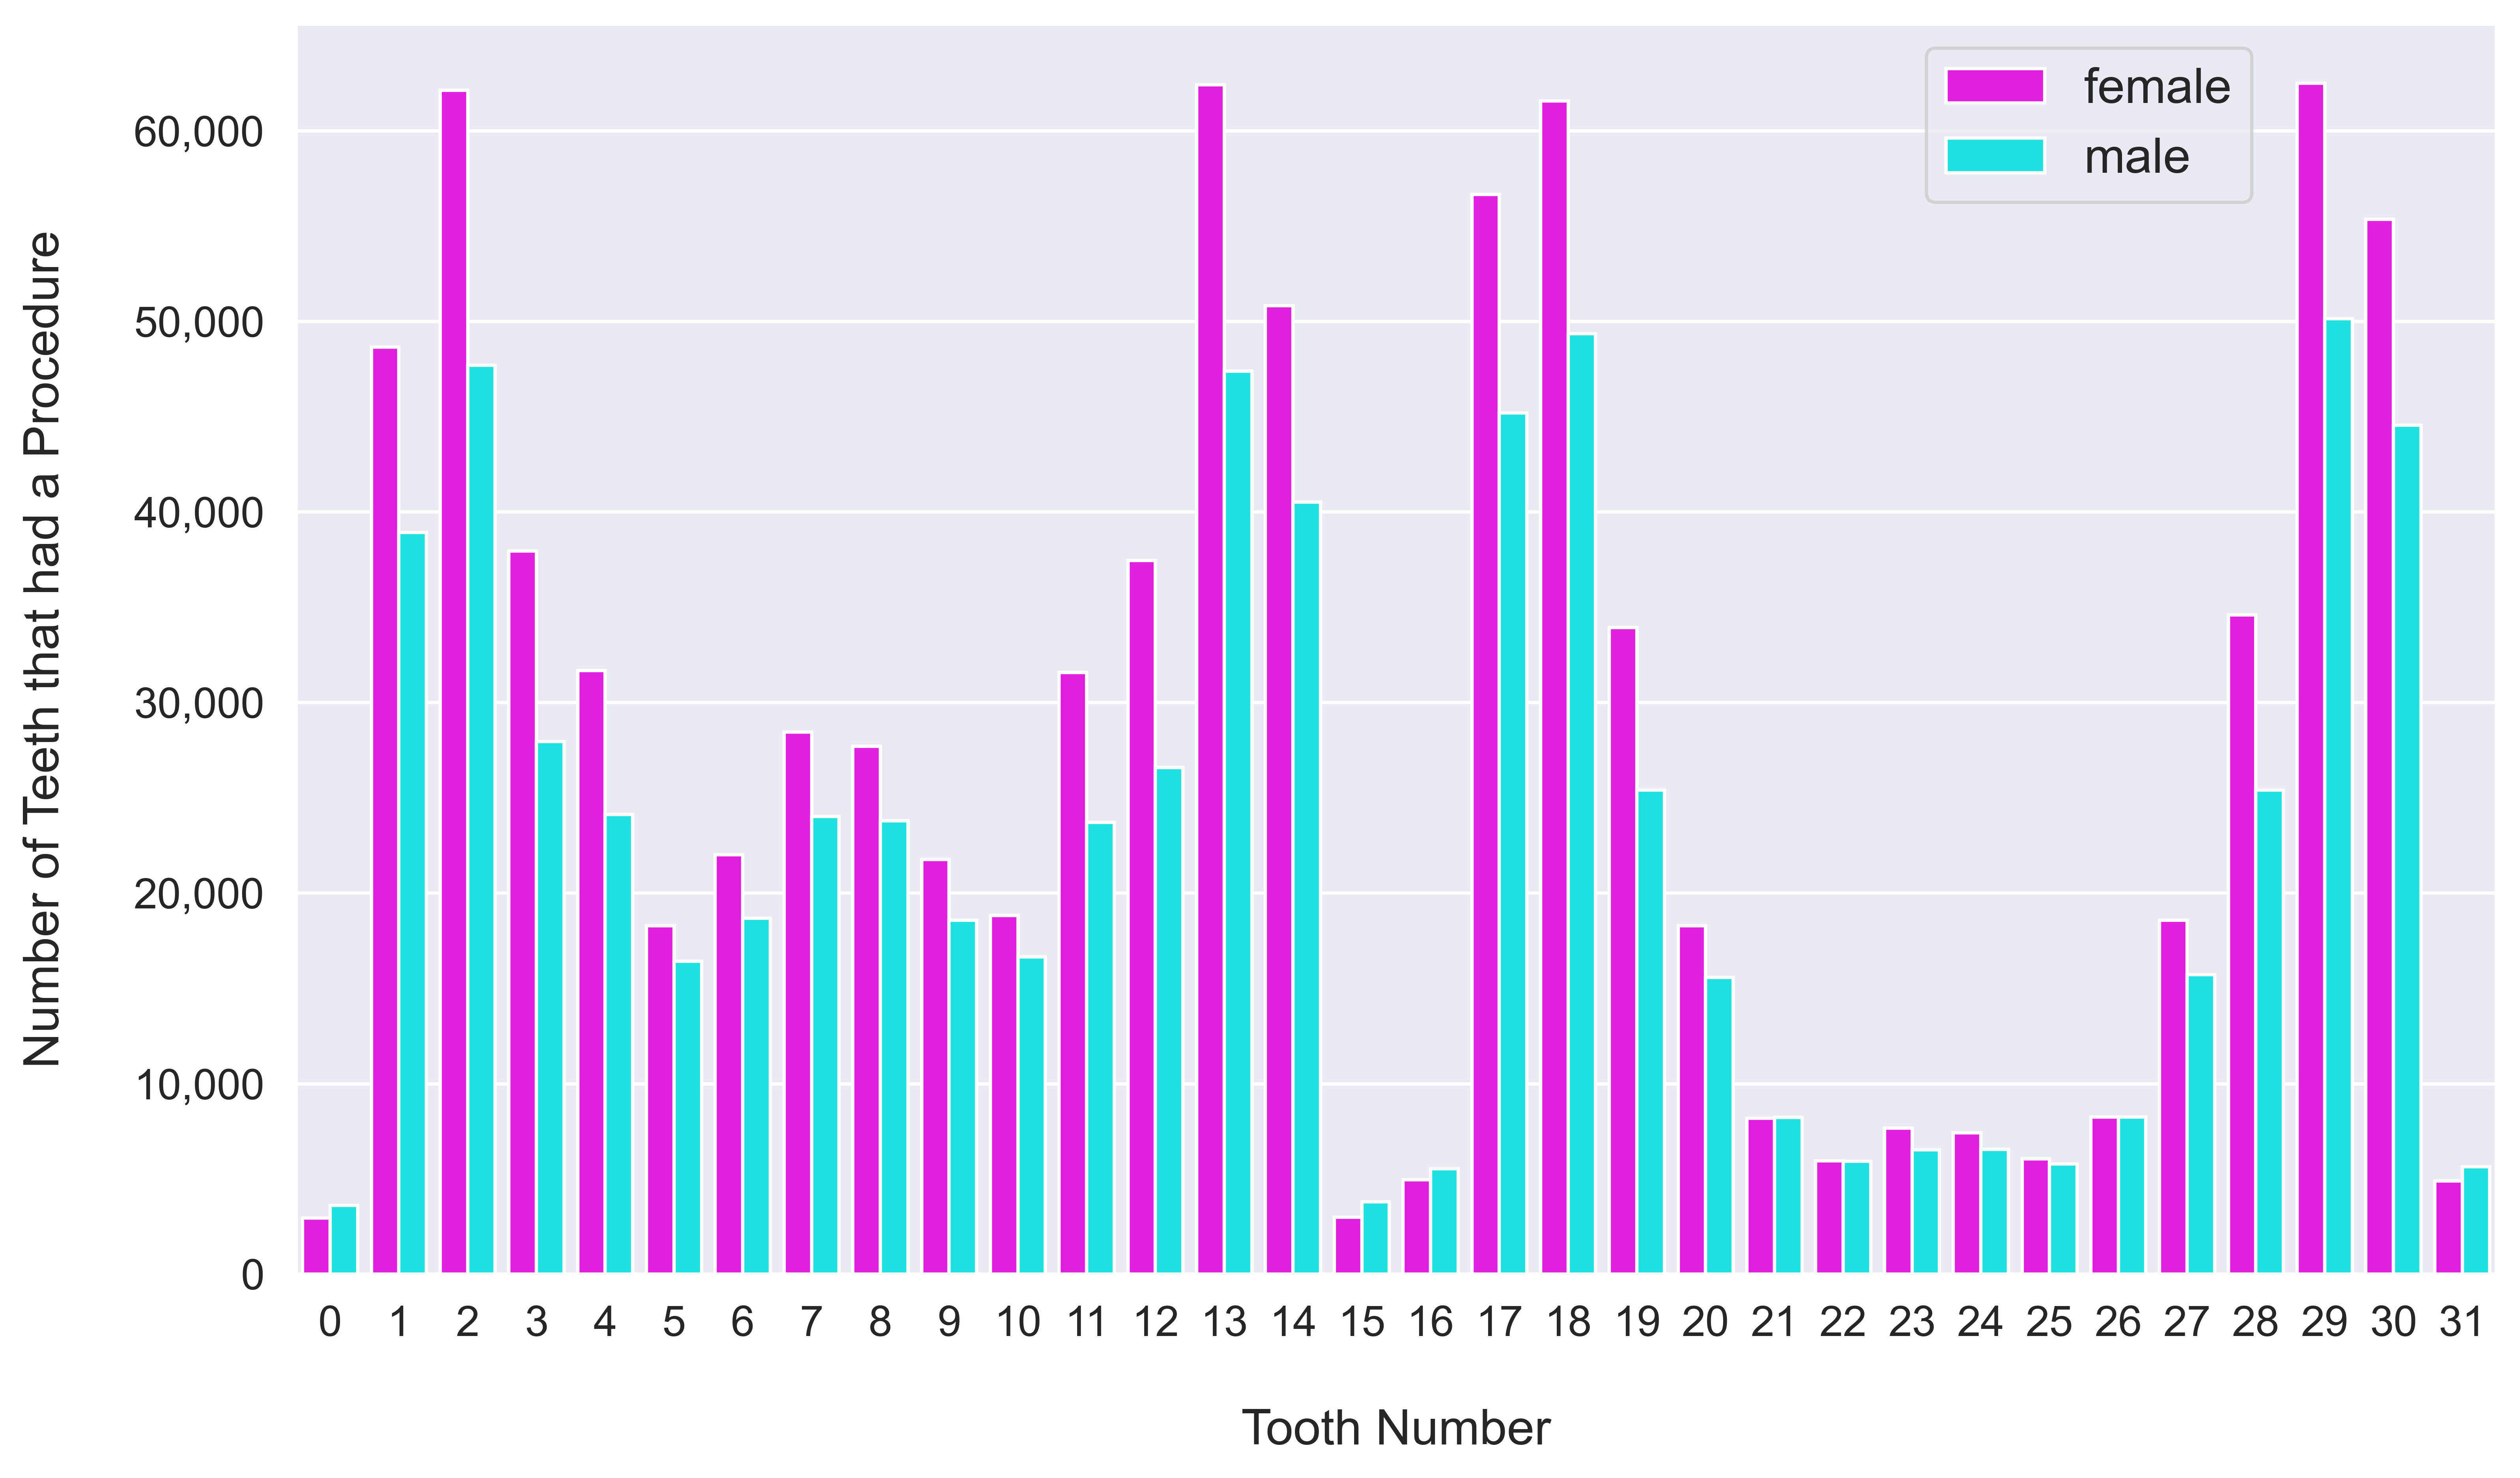 female
male
Number of Teeth that had a Procedure
60,000
50,000
40,000
30,000
20,000
10,000
0
0 1 2 3 4 5 6 7 8 9 10 11 12 13 14 15 16 17 18 19 20 21 22 23 24 25 26 27 28 29 30 31
Tooth Number